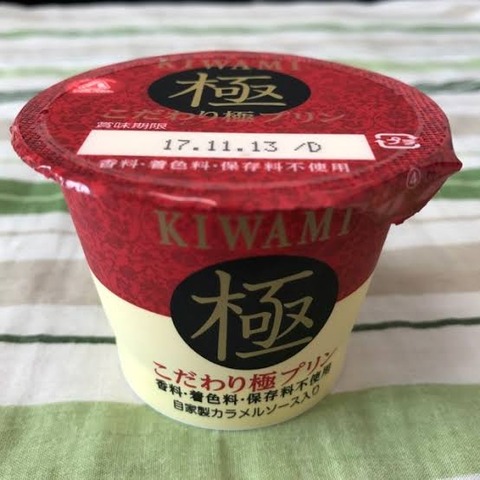 KIWAMI
極
こだわり極プリン
賞味期限
17.11.13 /D
香料・着色料・保存料不使用
KIWAMI
極
こだわり極プリン
香料・着色料・保存料不使用
自家製カラメルソース入り